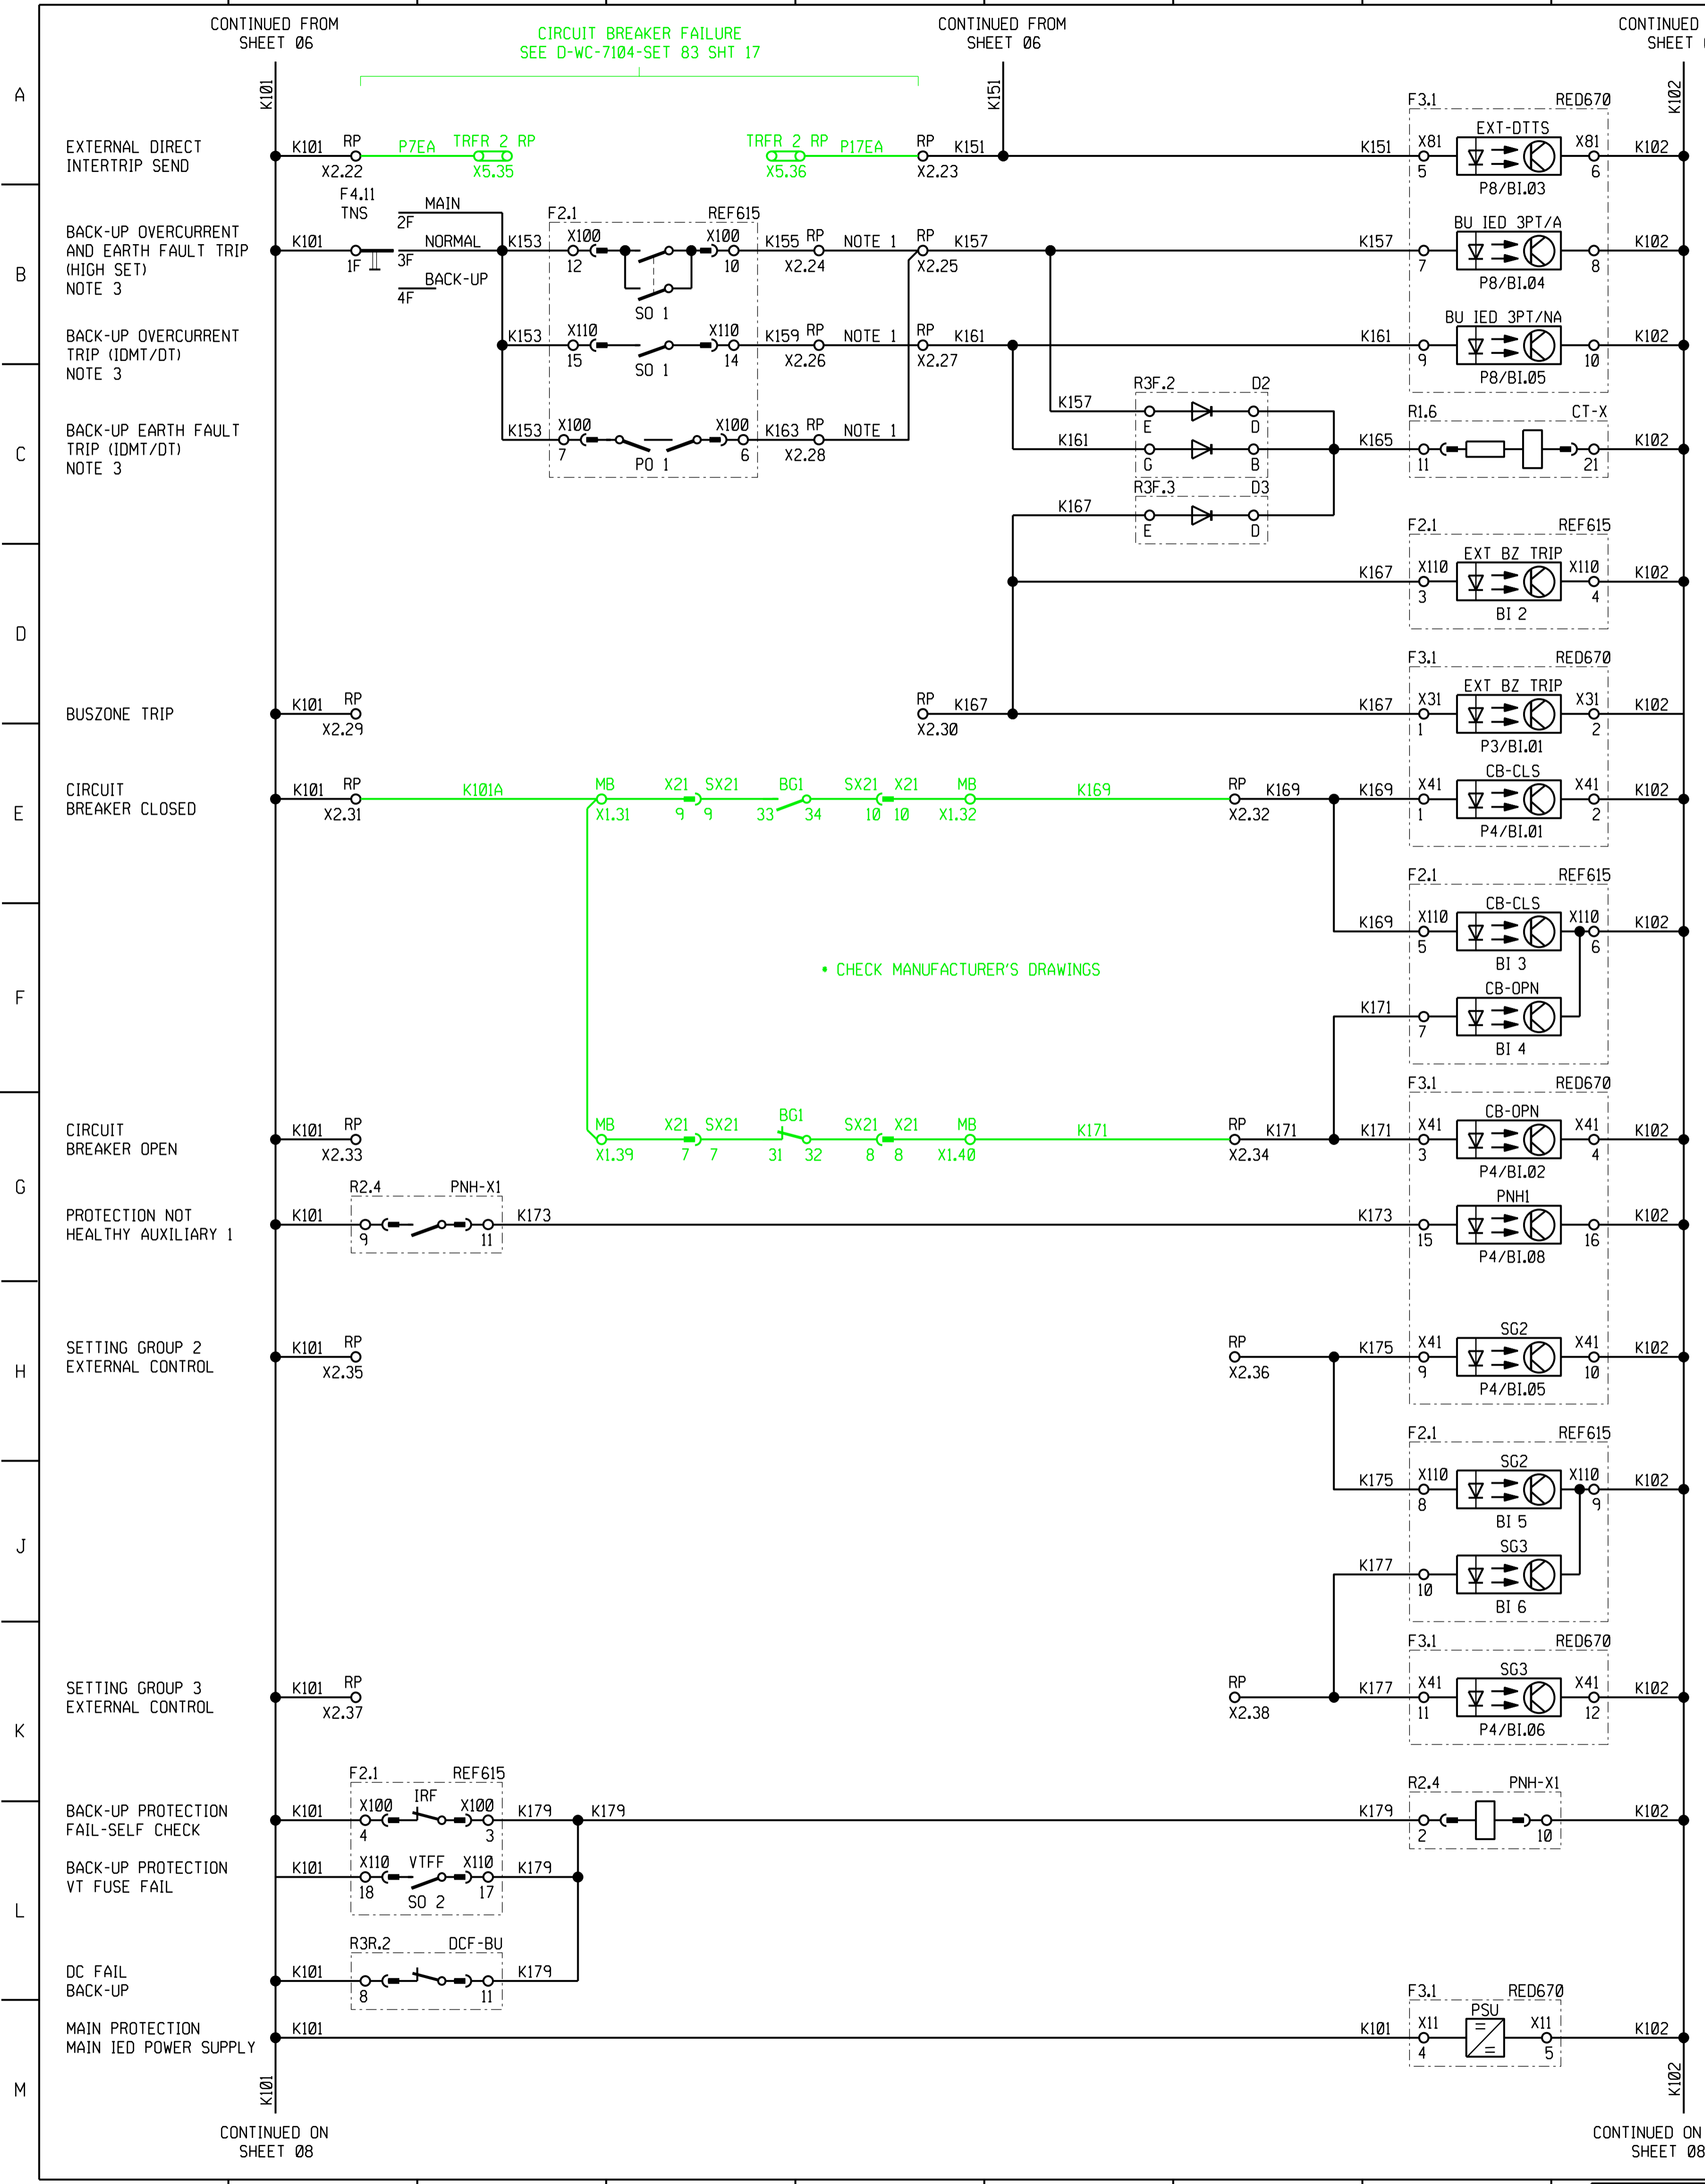 CONTINUED FROM
SHEET 06
CIRCUIT BREAKER FAILURE
SEE D-WC-7104-SET 83 SHT 17
CONTINUED FROM
SHEET 06
CONTINUED
SHEET
K101
K151
K102
A
EXTERNAL DIRECT
INTERTRIP SEND
K101 RP P7EA TRFR 2 RP TRFR 2 RP P17EA RP K151 K151
X2.22 X5.35 X5.36 X2.23
F3.1 RED670
EXT-DTTS
X81 X81 K102
5 6
P8/BI.03
F4.11
TNS
MAIN
2F
NORMAL
3F
BACK-UP
4F
B
BACK-UP OVERCURRENT
AND EARTH FAULT TRIP
(HIGH SET)
NOTE 3
K101
1F
F2.1 REF615
K153 X100 X100 K155 RP NOTE 1 RP K157 K157
12 10 X2.24 X2.25
SO 1
BU IED 3PT/A
7 8 K102
P8/BI.04
BACK-UP OVERCURRENT
TRIP (IDMT/DT)
NOTE 3
K153 X110 X110 K159 RP NOTE 1 RP K161 K161
15 14 X2.26 X2.27
SO 1
BU IED 3PT/NA
9 10 K102
P8/BI.05
C
BACK-UP EARTH FAULT
TRIP (IDMT/DT)
NOTE 3
K153 X100 X100 K163 RP NOTE 1
7 6 X2.28
PO 1
R3F.2 D2
K157
E D
K161
G B
R3F.3 D3
K167
E D
K165
R1.6 CT-X
11 21 K102
F2.1 REF615
EXT BZ TRIP
K167 X110 X110 K102
3 4
BI 2
D
F3.1 RED670
BUSZONE TRIP
K101 RP RP K167 K167
X2.29 X2.30
EXT BZ TRIP
X31 X31 K102
1 2
P3/BI.01
E
CIRCUIT
BREAKER CLOSED
K101 RP K101A MB X21 SX21 BG1 SX21 X21 MB K169 RP K169 K169
X2.31 X1.31 9 9 33 34 10 10 X1.32 X2.32
CB-CLS
X41 X41 K102
1 2
P4/BI.01
F2.1 REF615
CB-CLS
K169 X110 X110 K102
5 6
BI 3
F
* CHECK MANUFACTURER'S DRAWINGS
CB-OPN
K171
7
BI 4
F3.1 RED670
CIRCUIT
BREAKER OPEN
K101 RP MB X21 SX21 BG1 SX21 X21 MB K171 RP K171 K171
X2.33 X1.39 7 7 31 32 8 8 X1.40 X2.34
CB-OPN
X41 X41 K102
3 4
P4/BI.02
G
PROTECTION NOT
HEALTHY AUXILIARY 1
R2.4 PNH-X1
K101 K173 K173
9 11
PNH1
15 16 K102
P4/BI.08
H
SETTING GROUP 2
EXTERNAL CONTROL
K101 RP RP K175
X2.35 X2.36
SG2
X41 X41 K102
9 10
P4/BI.05
F2.1 REF615
SG2
K175 X110 X110 K102
8 9
BI 5
J
SG3
K177
10
BI 6
F3.1 RED670
SETTING GROUP 3
EXTERNAL CONTROL
K101 RP RP K177
X2.37 X2.38
SG3
X41 X41 K102
11 12
P4/BI.06
K
F2.1 REF615
BACK-UP PROTECTION
FAIL-SELF CHECK
K101 X100 IRF X100 K179 K179 K179
4 3
R2.4 PNH-X1
2 10 K102
BACK-UP PROTECTION
VT FUSE FAIL
K101 X110 VTFF X110 K179
18 17
SO 2
L
R3R.2 DCF-BU
DC FAIL
BACK-UP
K101 K179
8 11
F3.1 RED670
MAIN PROTECTION
MAIN IED POWER SUPPLY
K101 K101
PSU
X11 X11 K102
4 5
M
K101
K102
CONTINUED ON
SHEET 08
CONTINUED ON
SHEET 08